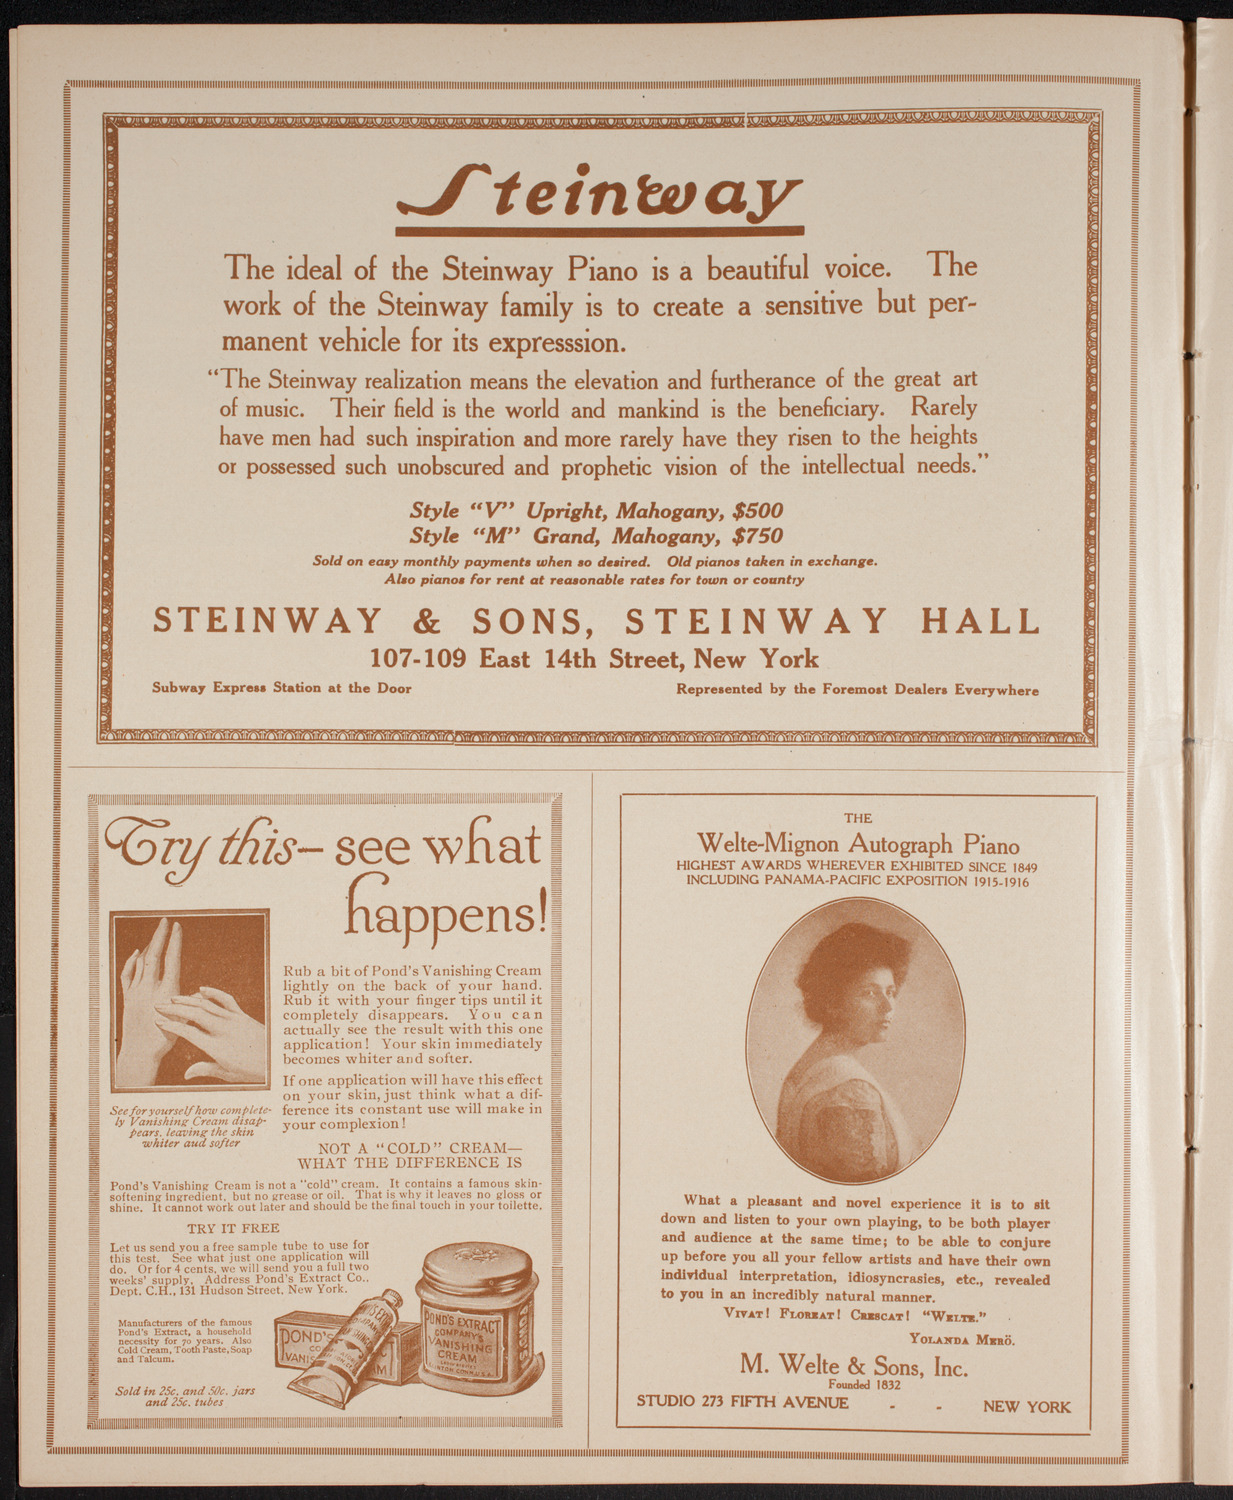 Steinway
The ideal of the Steinway Piano is a beautiful voice. The
work of the Steinway family is to create a sensitive but per-
manent vehicle for its expresssion.
“The Steinway realization means the elevation and furtherance of the great art
of music. Their field is the world and mankind is the beneficiary. Rarely
have men had such inspiration and more rarely have they risen to the heights
or possessed such unobscured and prophetic vision of the intellectual needs.”
Style “V” Upright, Mahogany, $500
Style “M” Grand, Mahogany, $750
Sold on easy monthly payments when so desired. Old pianos taken in exchange.
Also pianos for rent at reasonable rates for town or country
STEINWAY & SONS, STEINWAY HALL
107-109 East 14th Street, New York
Subway Express Station at the Door
Represented by the Foremost Dealers Everywhere
Try this—see what
happens!
Rub a bit of Pond's Vanishing Cream
lightly on the back of your hand.
Rub it with your finger tips until it
completely disappears. You can
actually see the result with this one
application! Your skin immediately
becomes whiter and softer.
If one application will have this effect
on your skin, just think what a dif-
ference its constant use will make in
your complexion!
See for yourself how complete-
ly Vanishing Cream disap-
pears, leaving the skin
whiter and softer
NOT A “COLD” CREAM—
WHAT THE DIFFERENCE IS
Pond's Vanishing Cream is not a "cold" cream. It contains a famous skin-
softening ingredient, but no grease or oil. That is why it leaves no gloss or
shine. It cannot work out later and should be the final touch in your toilette.
TRY IT FREE
Let us send you a free sample tube to use for
this test. See what just one application will
do. Or for 4 cents, we will send you a full two
weeks' supply. Address Pond's Extract Co.,
Dept. C.H., 131 Hudson Street, New York.
Manufacturers of the famous
Pond's Extract, a household
necessity for 70 years. Also
Cold Cream, Tooth Paste, Soap
and Talcum.
Sold in 25c. and 50c. jars
and 25c. tubes
POND'S
VANIS
AM
POND'S EXTRACT
COMPANY'S
VANISHING
CREAM
THE
Welte-Mignon Autograph Piano
HIGHEST AWARDS WHEREVER EXHIBITED SINCE 1849
INCLUDING PANAMA-PACIFIC EXPOSITION 1915-1916
What a pleasant and novel experience it is to sit
down and listen to your own playing, to be both player
and audience at the same time; to be able to conjure
up before you all your fellow artists and have their own
individual interpretation, idiosyncrasies, etc., revealed
to you in an incredibly natural manner.
VIVAT! FLOREAT! CRESCAT! “WELTE.”
YOLANDA MERÖ.
M. Welte & Sons, Inc.
Founded 1832
STUDIO 273 FIFTH AVENUE - - NEW YORK